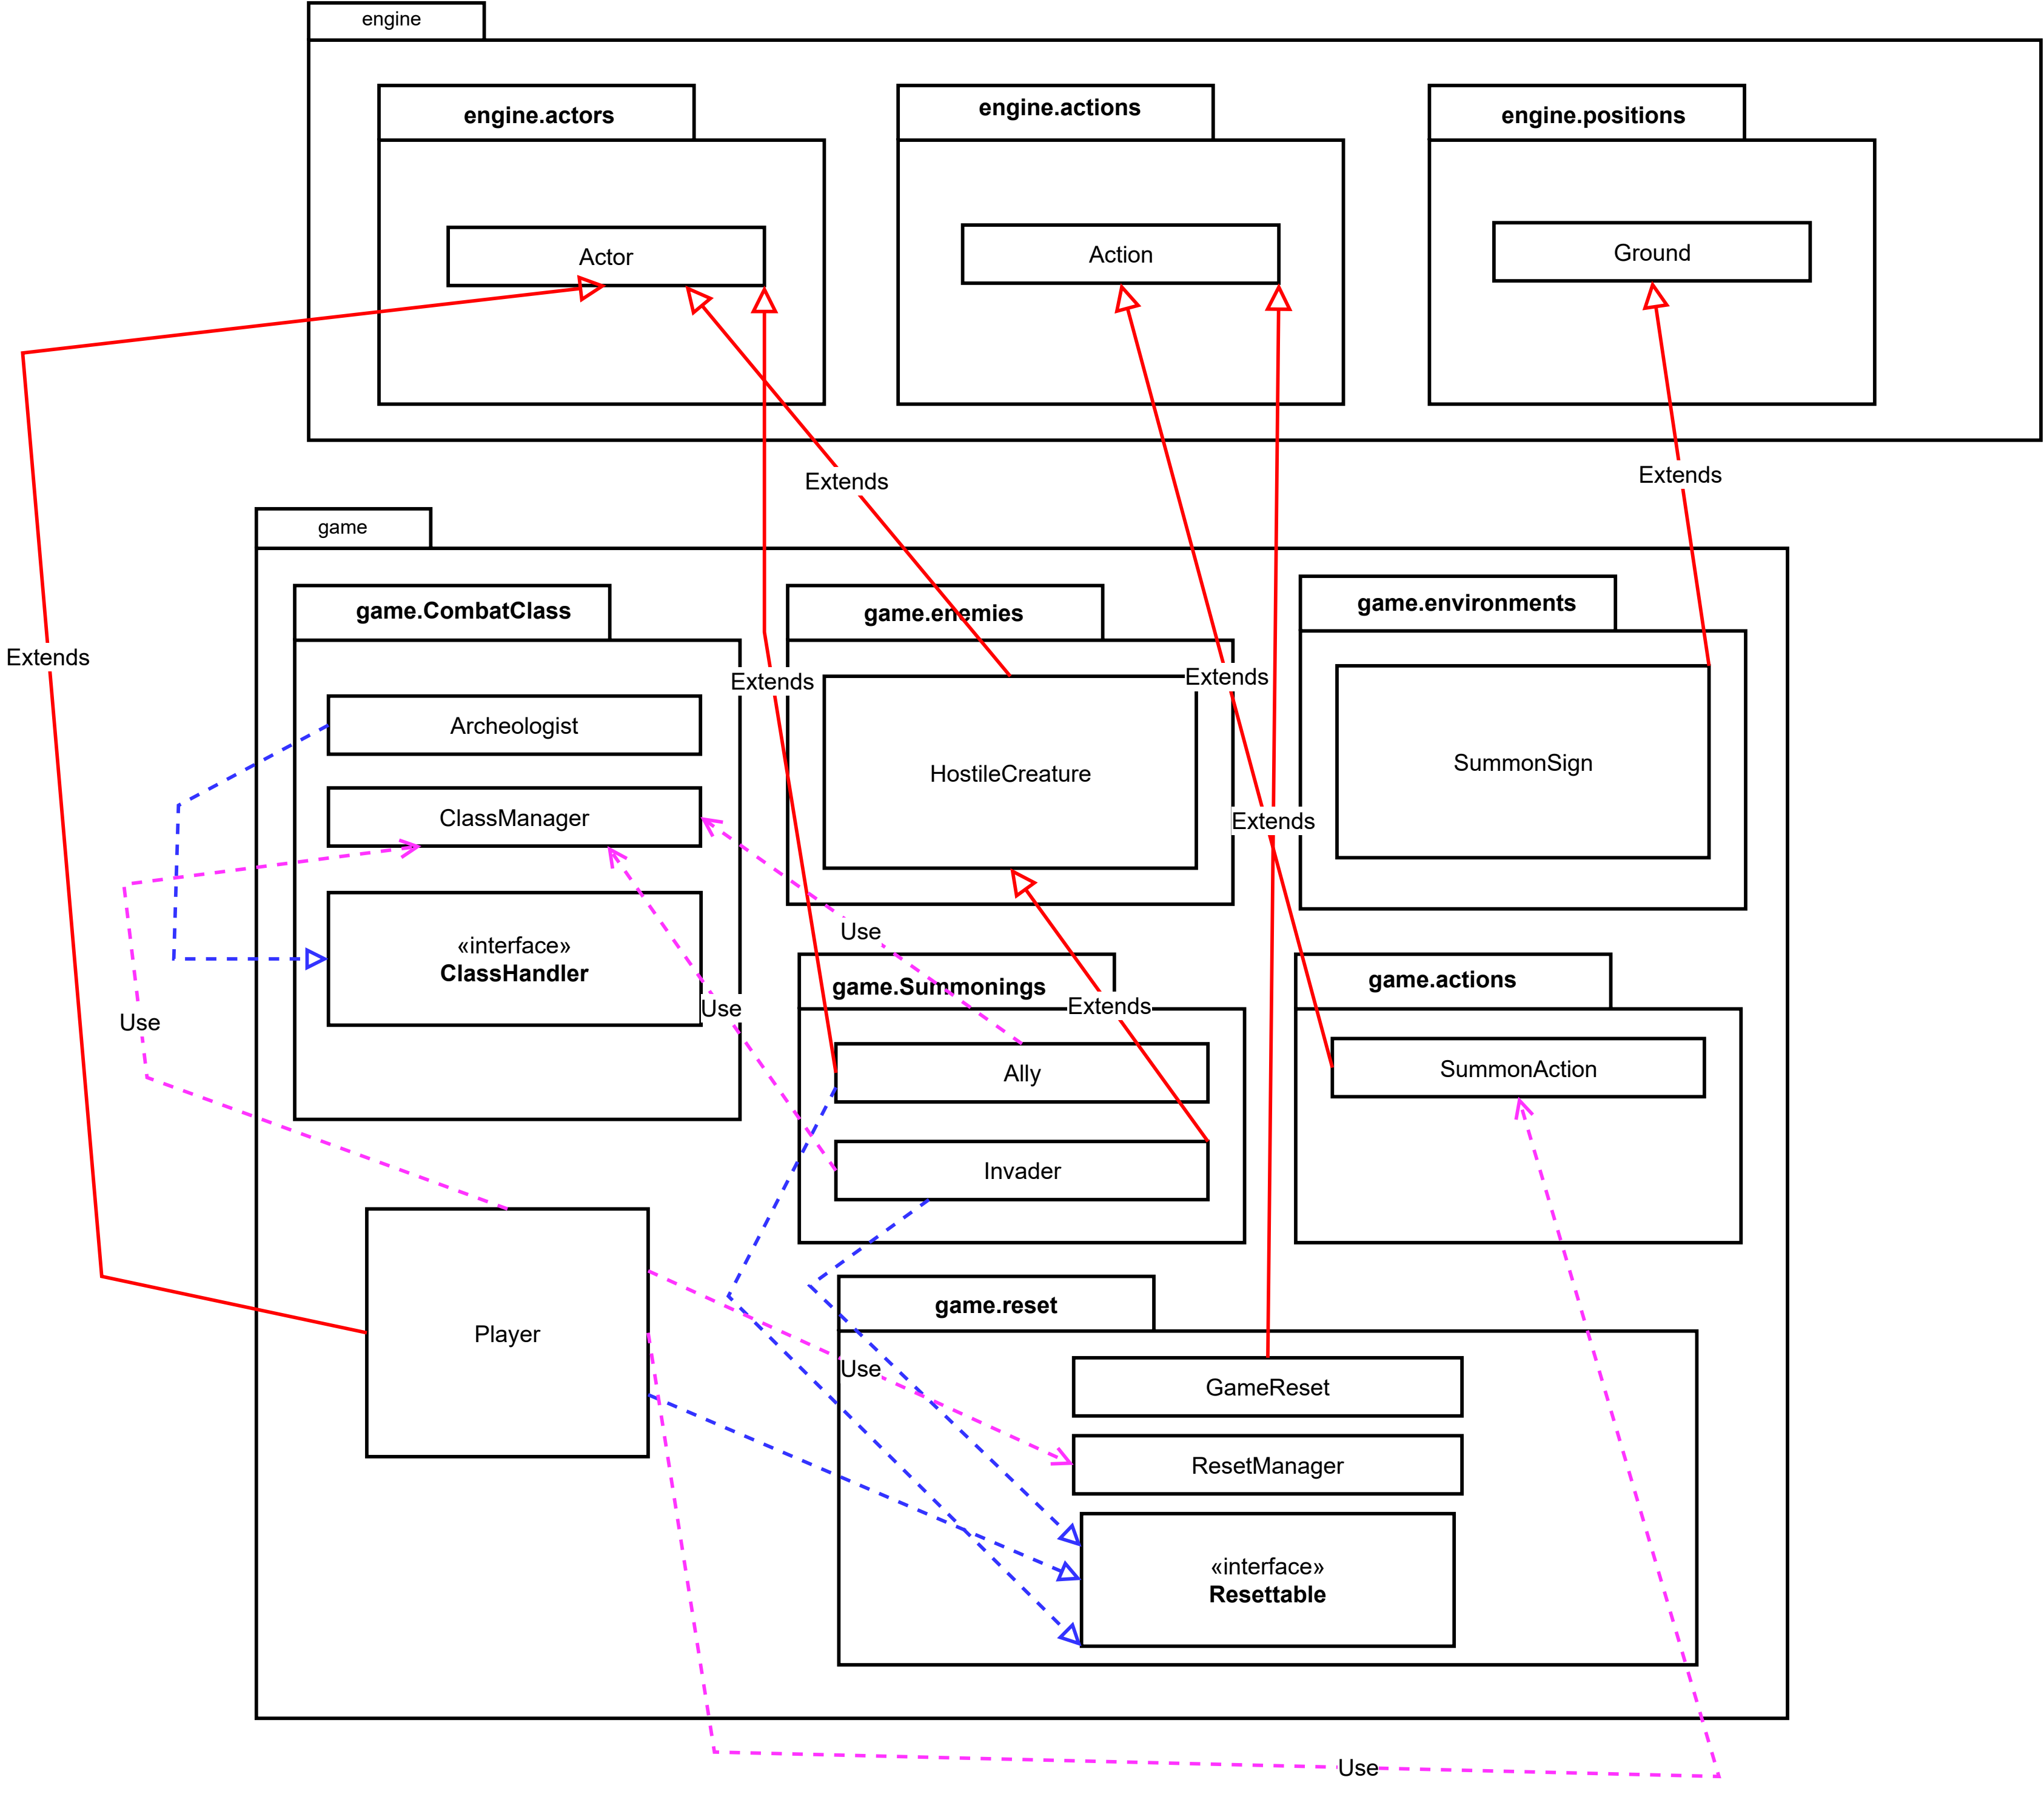 engine
engine.actors
engine.actions
engine.positions
Actor
Action
Ground
Extends
Extends
game
game.CombatClass
game.enemies
game.environments
Extends
Extends
Extends
Archeologist
HostileCreature
SummonSign
ClassManager
Extends
Use
«interface»
ClassHandler
game.Summonings
game.actions
Extends
Use
Use
Ally
SummonAction
Invader
game.reset
Player
Use
GameReset
ResetManager
«interface»
Resettable
Use